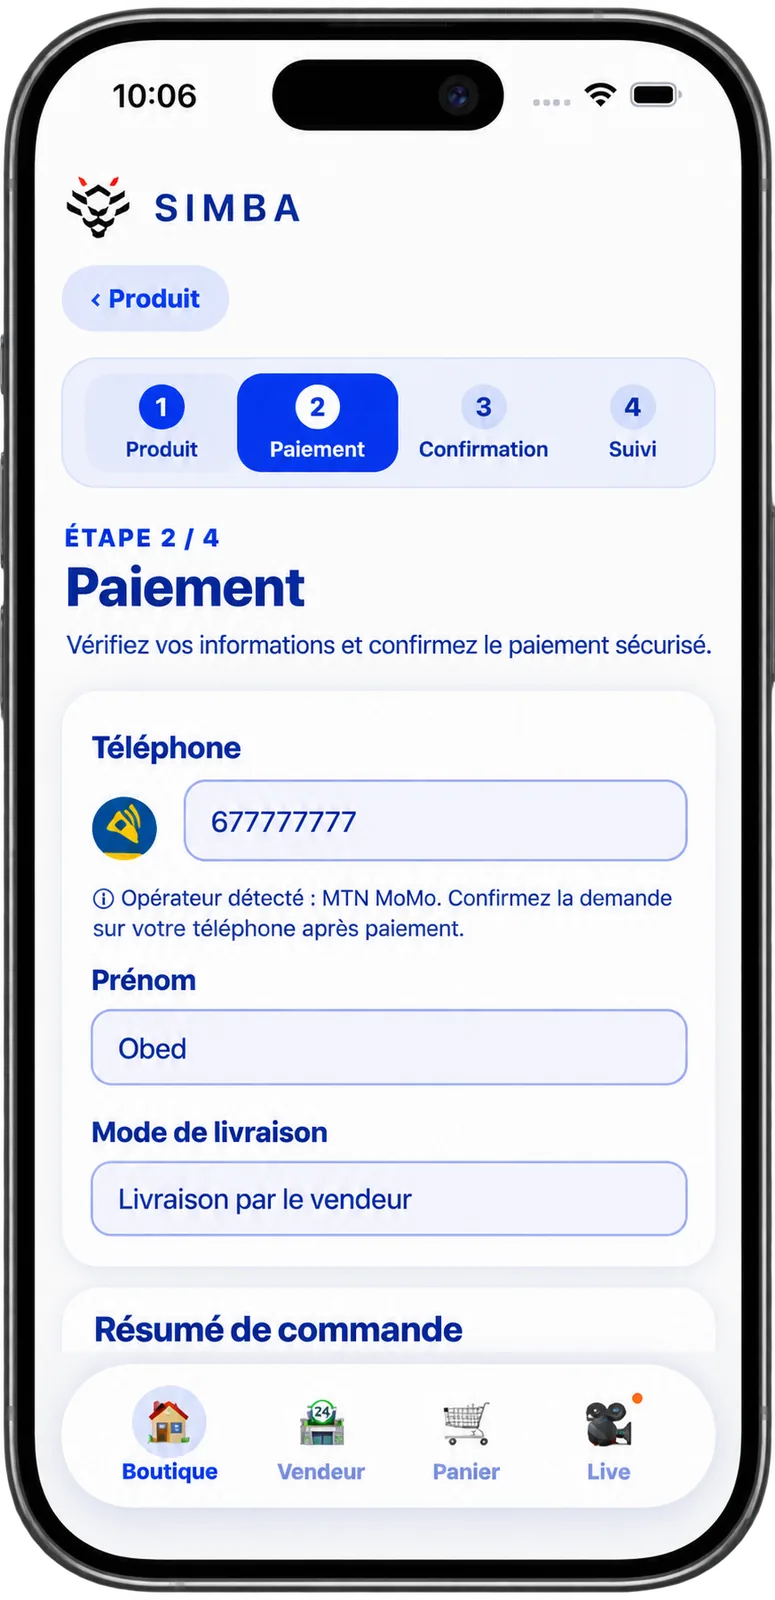 10:06
SIMBA
‹ Produit
1
Produit
2
Paiement
3
Confirmation
4
Suivi
ÉTAPE 2 / 4
Paiement
Vérifiez vos informations et confirmez le paiement sécurisé.
Téléphone
677777777
ⓘ Opérateur détecté : MTN MoMo. Confirmez la demande
sur votre téléphone après paiement.
Prénom
Obed
Mode de livraison
Livraison par le vendeur
Résumé de commande
24
Boutique
Vendeur
Panier
Live